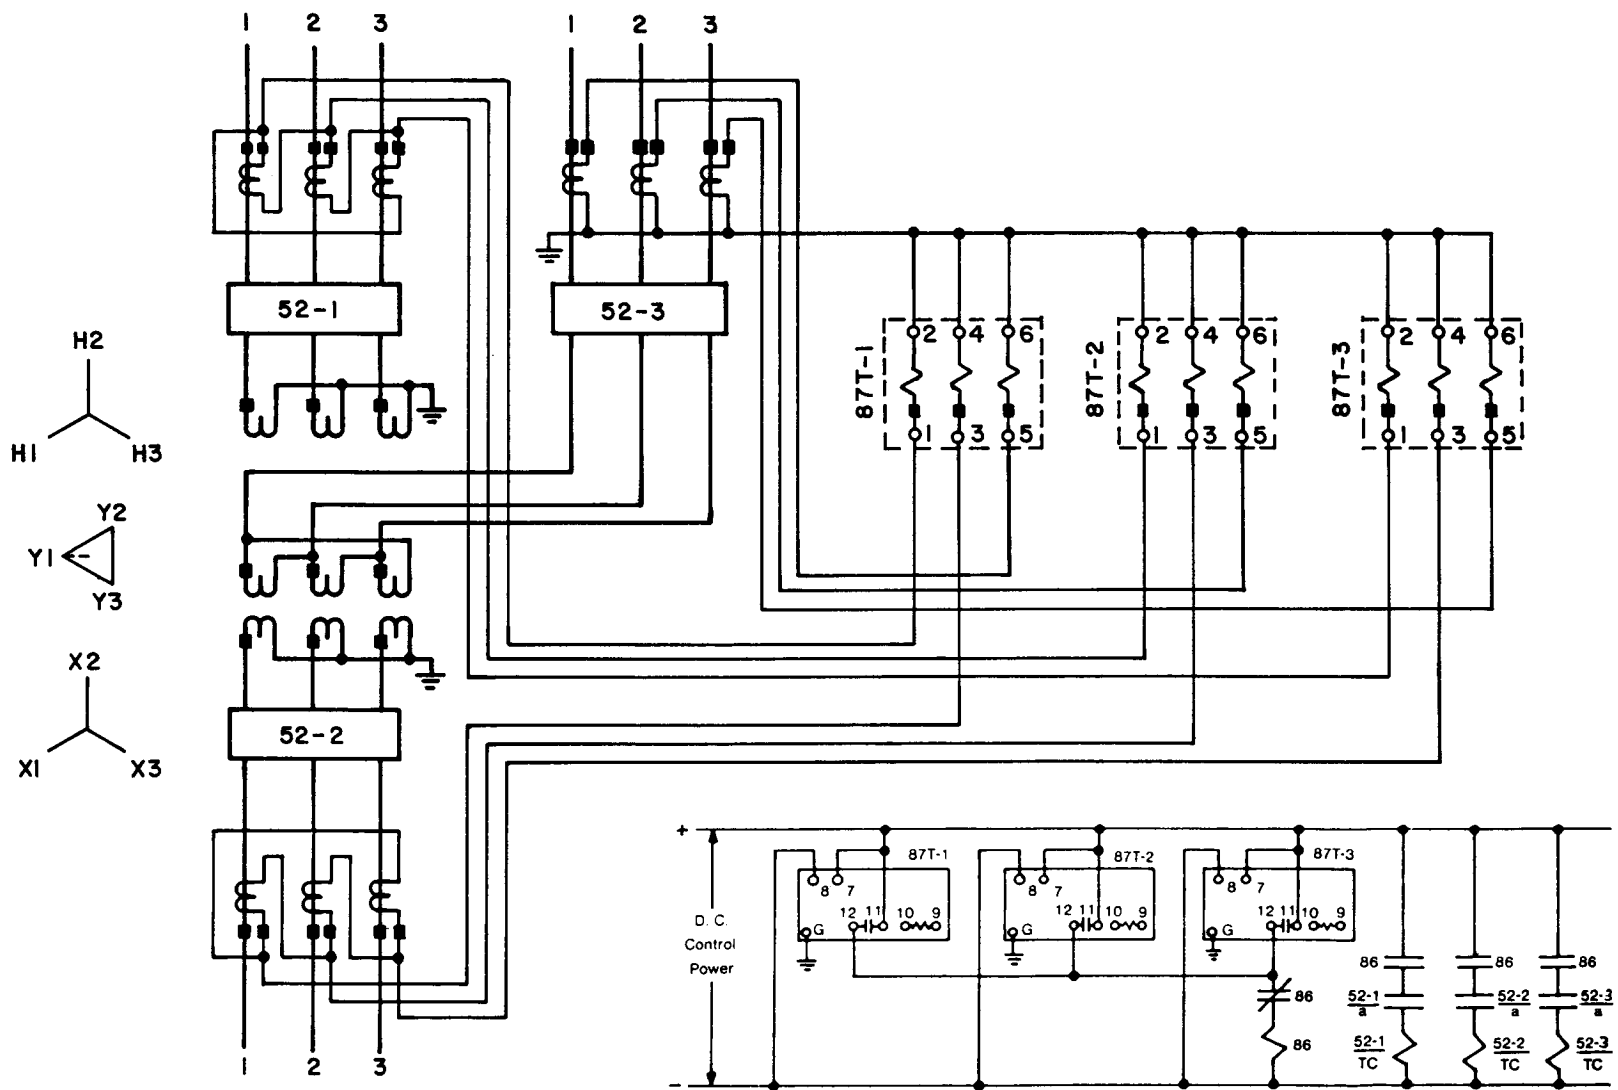 1 2 3 1 2 3
52-1 52-3
H2
H1 H3
87T-1 2 4 6 87T-2 2 4 6 87T-3 2 4 6
1 3 5 1 3 5 1 3 5
Y2
Y1
Y3
X2
X1 X3
52-2
1 2 3
+
D. C.
Control
Power
−
87T-1 87T-2 87T-3
8 7 8 7 8 7
12 11 10 9 12 11 10 9 12 11 10 9
G G G
86 86 86
86 52-1 52-2 52-3
a a a
86 52-1 52-2 52-3
TC TC TC